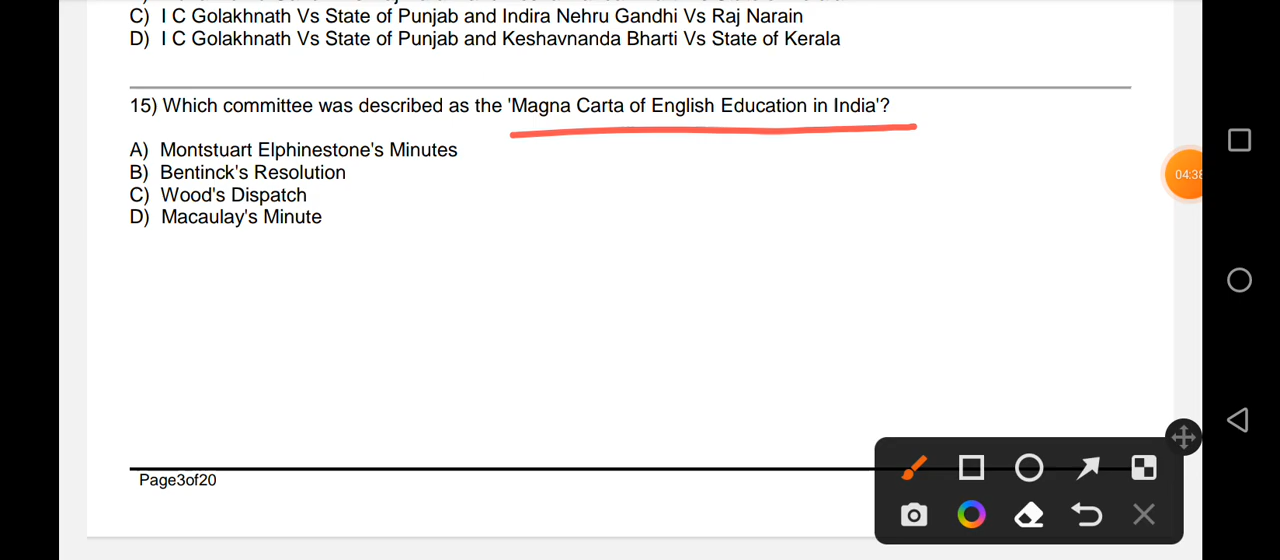 C) I C Golakhnath Vs State of Punjab and Indira Nehru Gandhi Vs Raj Narain
D) I C Golakhnath Vs State of Punjab and Keshavnanda Bharti Vs State of Kerala
15) Which committee was described as the 'Magna Carta of English Education in India'?
A) Montstuart Elphinestone's Minutes
B) Bentinck's Resolution
C) Wood's Dispatch
D) Macaulay's Minute
Page3of20